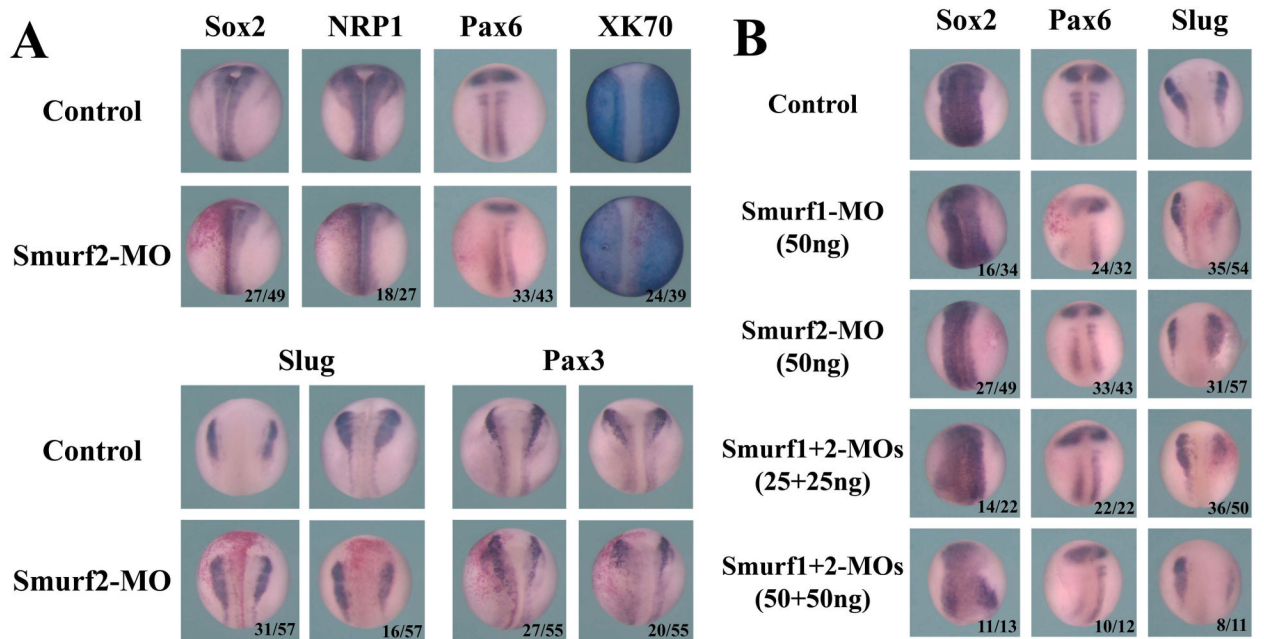 A
Sox2 NRP1 Pax6 XK70
Control
Smurf2-MO
27/49 18/27 33/43 24/39
Slug Pax3
Control
Smurf2-MO
31/57 16/57 27/55 20/55
B
Sox2 Pax6 Slug
Control
Smurf1-MO
(50ng)
16/34 24/32 35/54
Smurf2-MO
(50ng)
27/49 33/43 31/57
Smurf1+2-MOs
(25+25ng)
14/22 22/22 36/50
Smurf1+2-MOs
(50+50ng)
11/13 10/12 8/11